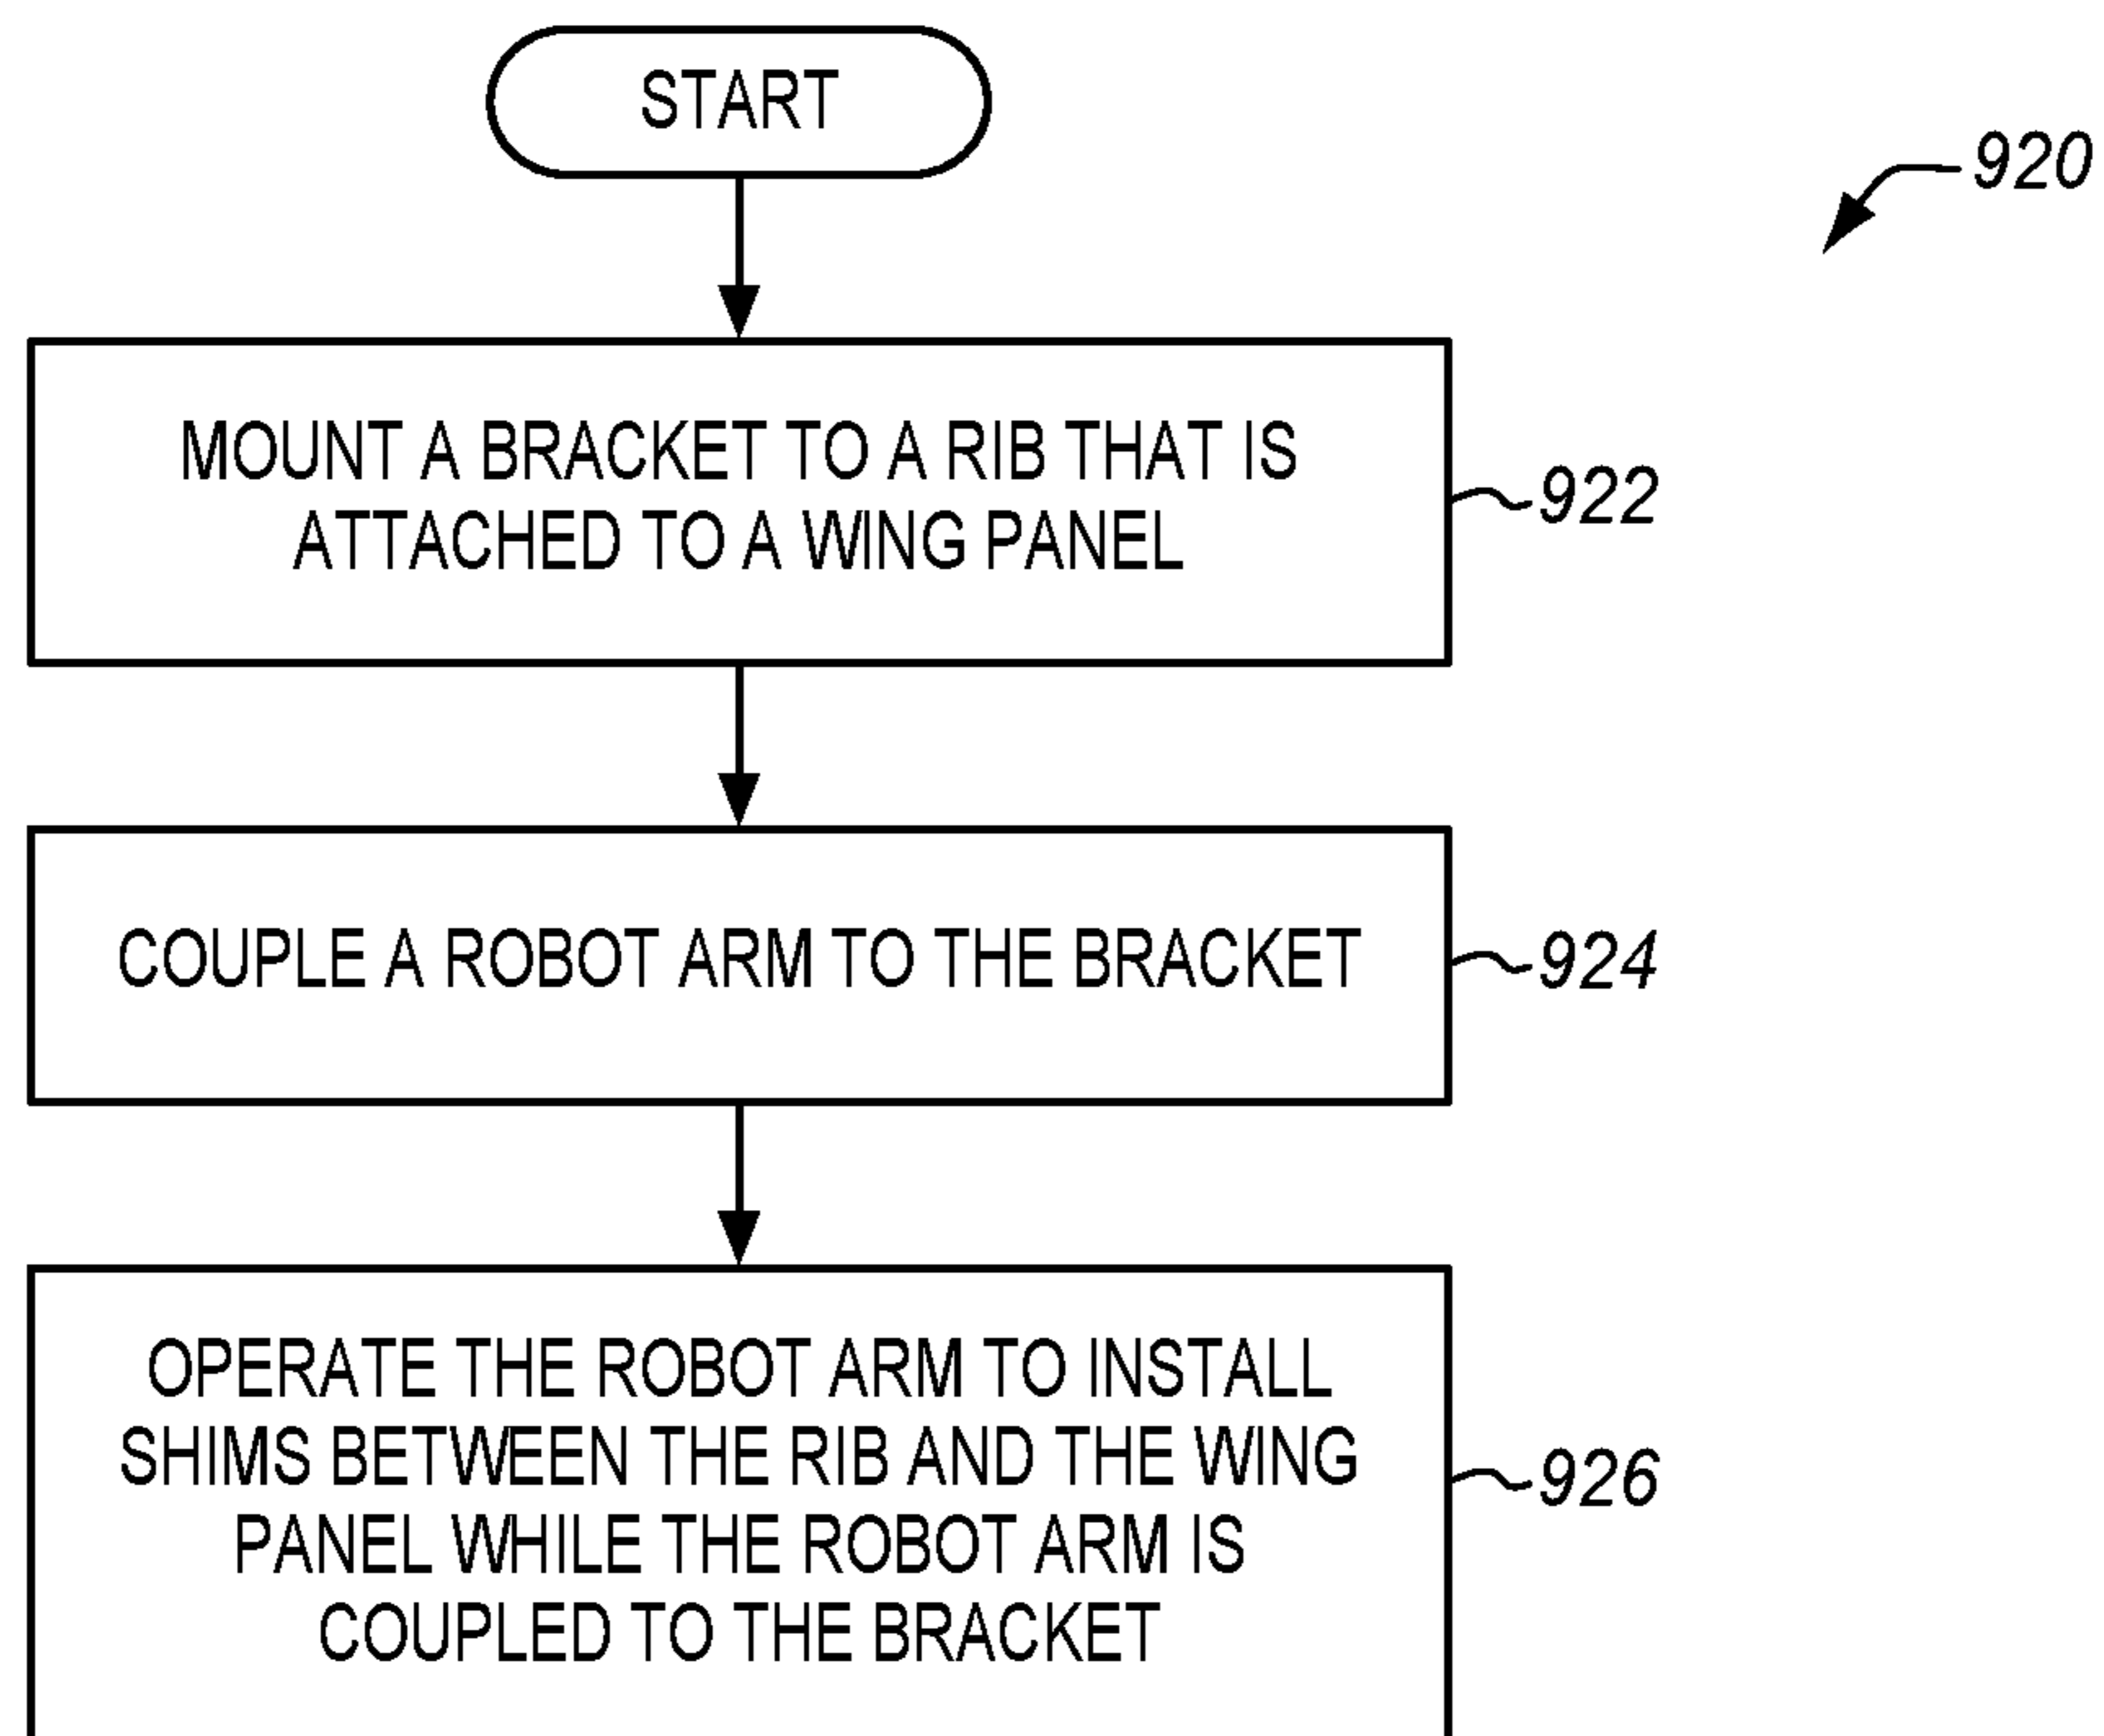 START
920
MOUNT A BRACKET TO A RIB THAT IS
ATTACHED TO A WING PANEL
922
COUPLE A ROBOT ARM TO THE BRACKET
924
OPERATE THE ROBOT ARM TO INSTALL
SHIMS BETWEEN THE RIB AND THE WING
PANEL WHILE THE ROBOT ARM IS
COUPLED TO THE BRACKET
926